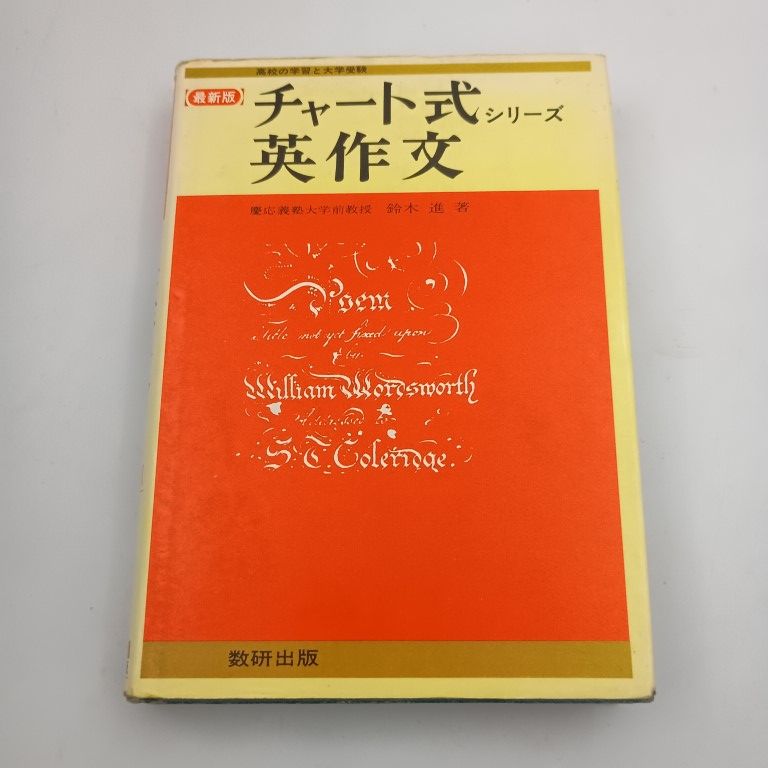 高校の学習と大学受験
最新版
チャート式シリーズ
英作文
慶応義塾大学前教授 鈴木 進 著
Poem
Title not yet fixed upon
by
William Wordsworth
Addressed to
S. T. Coleridge.
数研出版